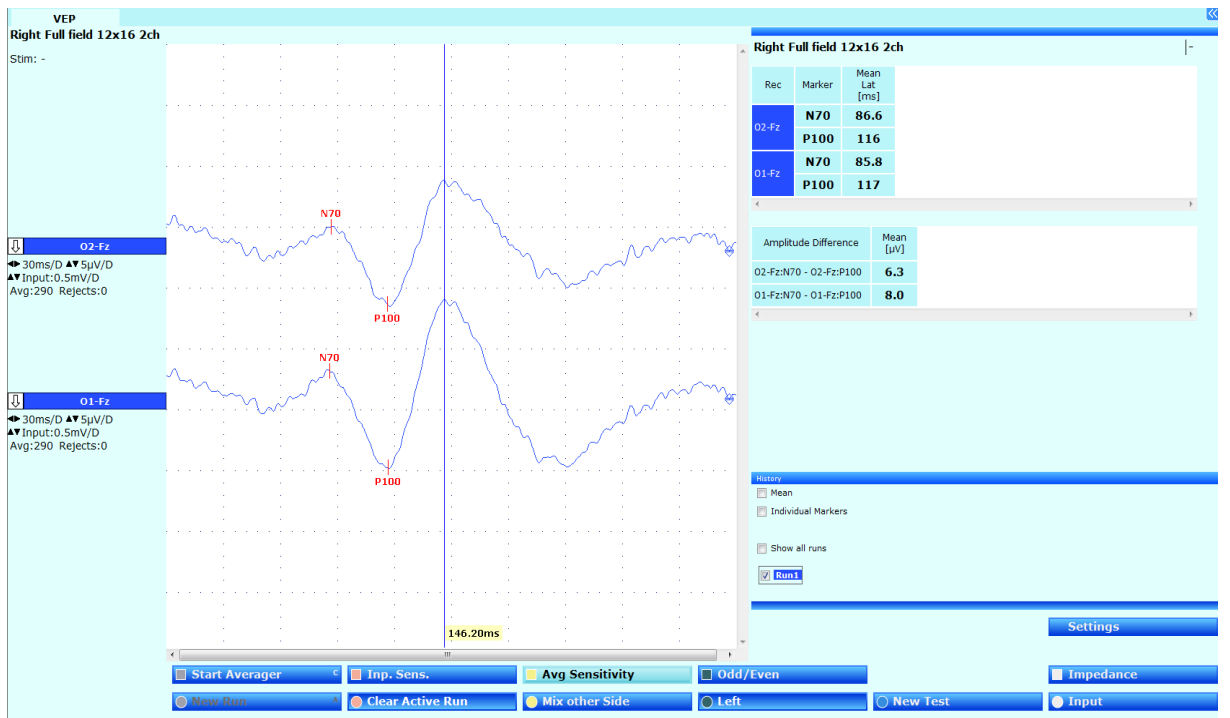 VEP
Right Full field 12x16 2ch
Stim: -
O2-Fz
30ms/D ▲▼5µV/D
▲▼Input:0.5mV/D
Avg:290 Rejects:0
O1-Fz
30ms/D ▲▼5µV/D
▲▼Input:0.5mV/D
Avg:290 Rejects:0
N70
P100
N70
P100
146.20ms
Right Full field 12x16 2ch
Rec Marker Mean Lat [ms]
O2-Fz N70 86.6
P100 116
O1-Fz N70 85.8
P100 117
Amplitude Difference Mean [µV]
O2-Fz:N70 - O2-Fz:P100 6.3
O1-Fz:N70 - O1-Fz:P100 8.0
History
Mean
Individual Markers
Show all runs
Run1
Settings
Start Averager C Inp. Sens. Avg Sensitivity Odd/Even Impedance
New Run Clear Active Run Mix other Side Left New Test Input